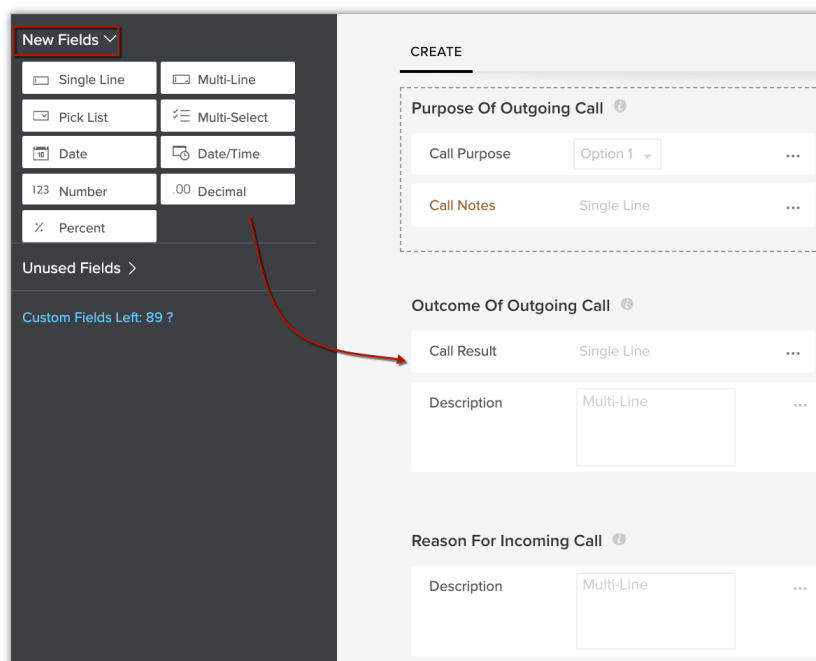 New Fields
Single Line
Multi-Line
Pick List
Multi-Select
10 Date
Date/Time
123 Number
.00 Decimal
Percent
Unused Fields
Custom Fields Left: 89 ?
CREATE
Purpose Of Outgoing Call
Call Purpose Option 1
Call Notes Single Line
Outcome Of Outgoing Call
Call Result Single Line
Description Multi-Line
Reason For Incoming Call
Description Multi-Line